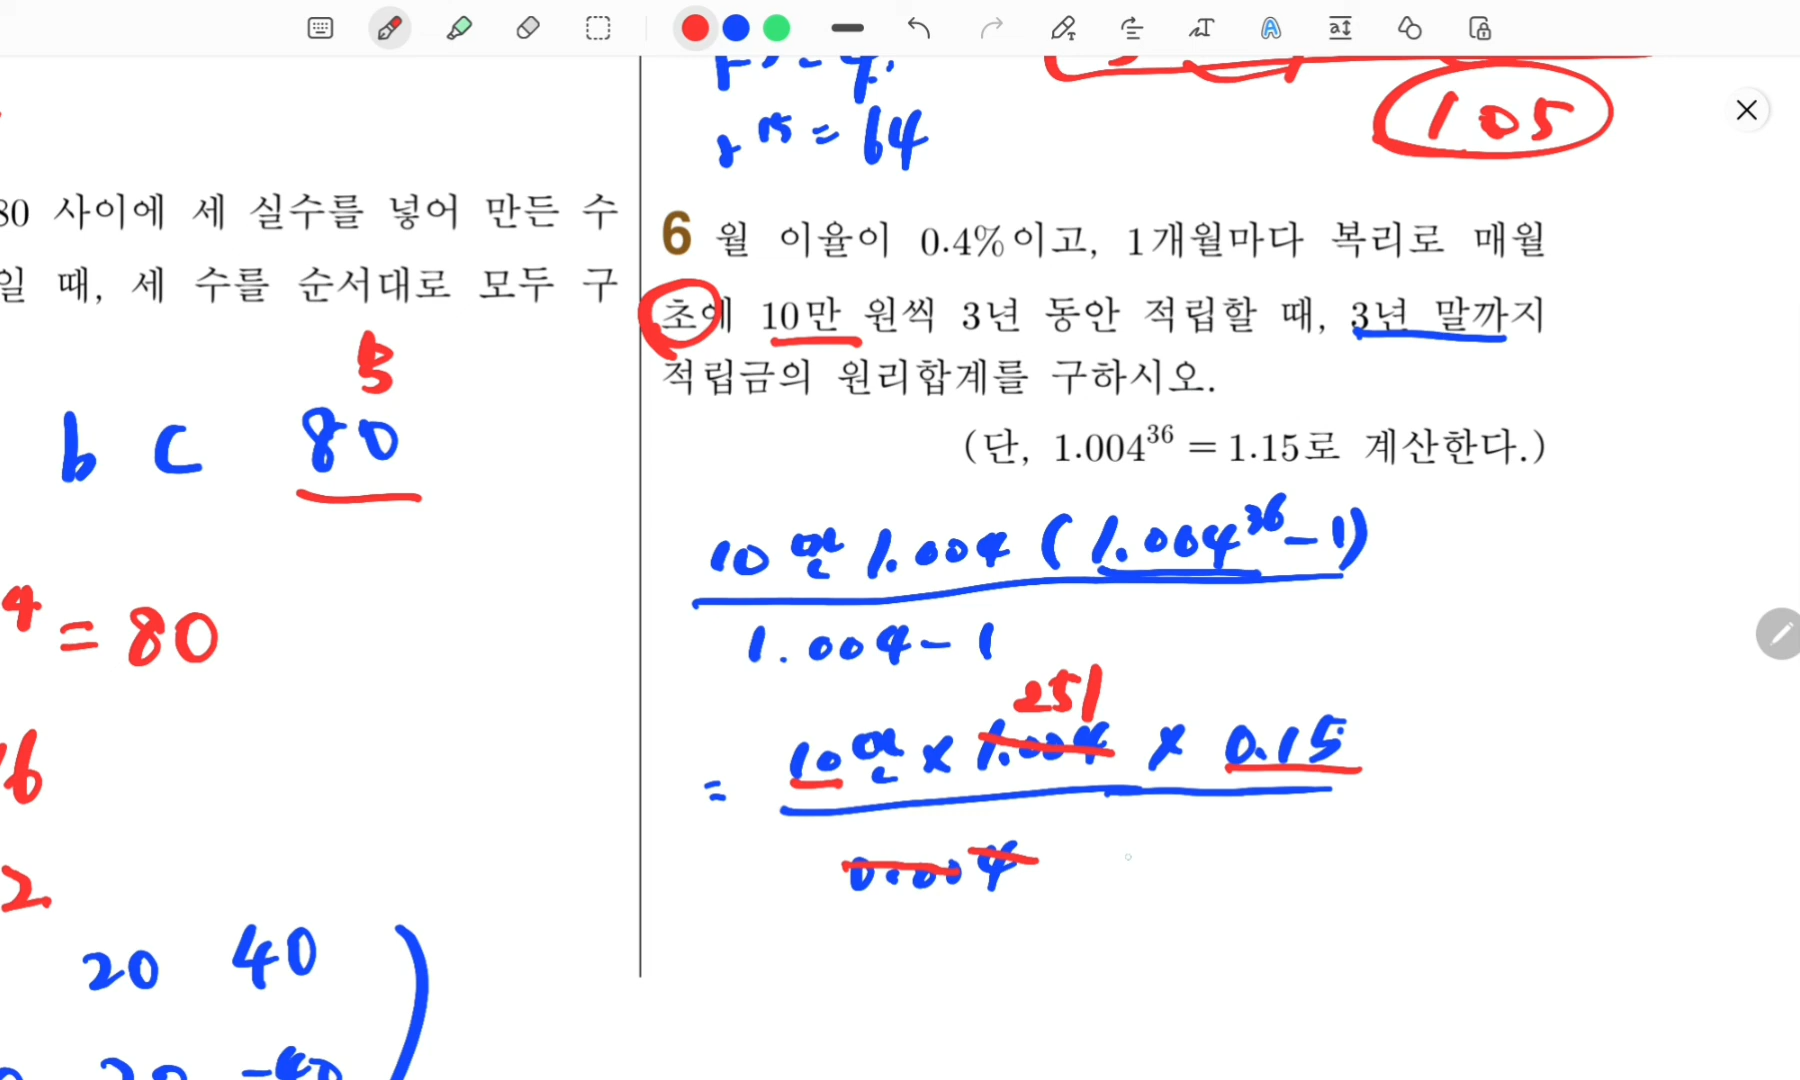 r¹⁵ = 64
105
80 사이에 세 실수를 넣어 만든 수
일 때, 세 수를 순서대로 모두 구
b c 80
4 = 80
2
20 40
6 월 이율이 0.4%이고, 1개월마다 복리로 매월
초에 10만 원씩 3년 동안 적립할 때, 3년 말까지
적립금의 원리합계를 구하시오.
(단, 1.004³⁶ = 1.15로 계산한다.)
10만 1.004 (1.004³⁶ - 1)
1.004 - 1
251
= 10만 × 1.004 × 0.15
0.004